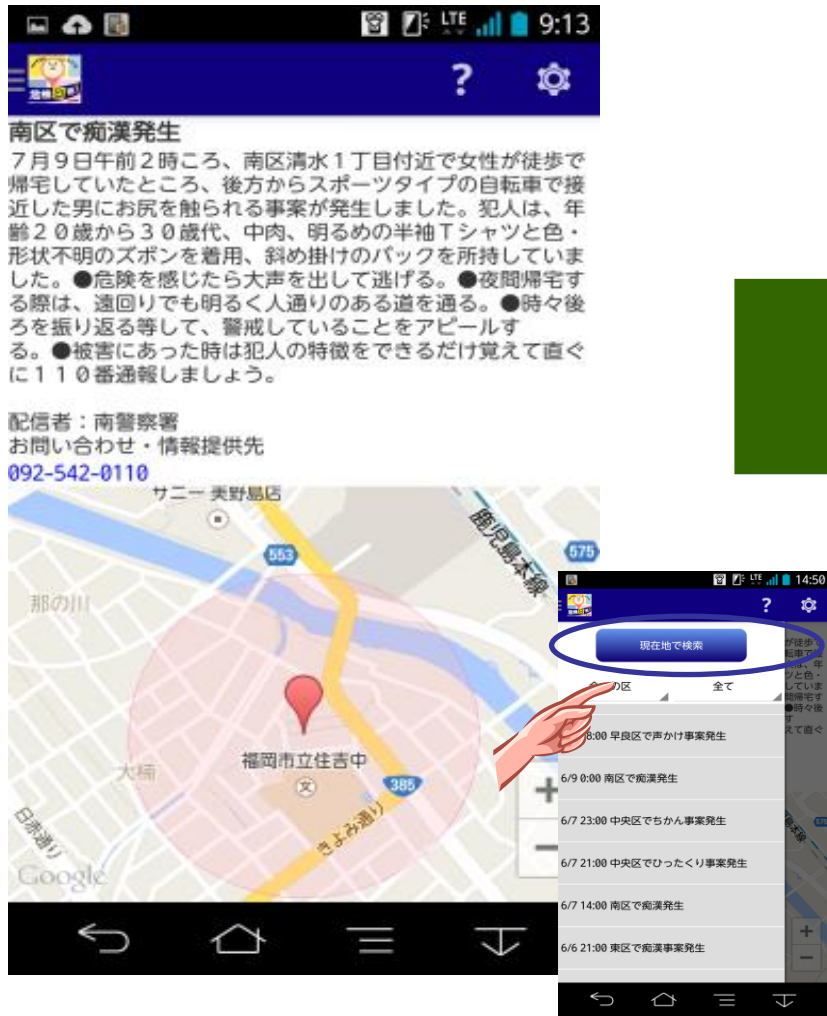 LTE 9:13
?
南区で痴漢発生
7月9日午前2時ころ、南区清水1丁目付近で女性が徒歩で
帰宅していたところ、後方からスポーツタイプの自転車で接
近した男にお尻を触られる事案が発生しました。犯人は、年
齢20歳から30歳代、中肉、明るめの半袖Tシャツと色・
形状不明のズボンを着用、斜め掛けのバックを所持していま
した。●危険を感じたら大声を出して逃げる。●夜間帰宅す
る際は、遠回りでも明るく人通りのある道を通る。●時々後
ろを振り返る等して、警戒していることをアピールす
る。●被害にあった時は犯人の特徴をできるだけ覚えて直ぐ
に110番通報しましょう。
配信者：南警察署
お問い合わせ・情報提供先
092-542-0110
サニー 美野島店
鹿児島本線
553
575
那の川
福岡市立住吉中
文
大楠
385
日赤通り
Google
+
−
LTE 14:50
?
現在地で検索
の区
全て
8:00 早良区で声かけ事案発生
6/9 0:00 南区で痴漢発生
6/7 23:00 中央区でちかん事案発生
6/7 21:00 中央区でひったくり事案発生
6/7 14:00 南区で痴漢発生
6/6 21:00 東区で痴漢事案発生
+
−